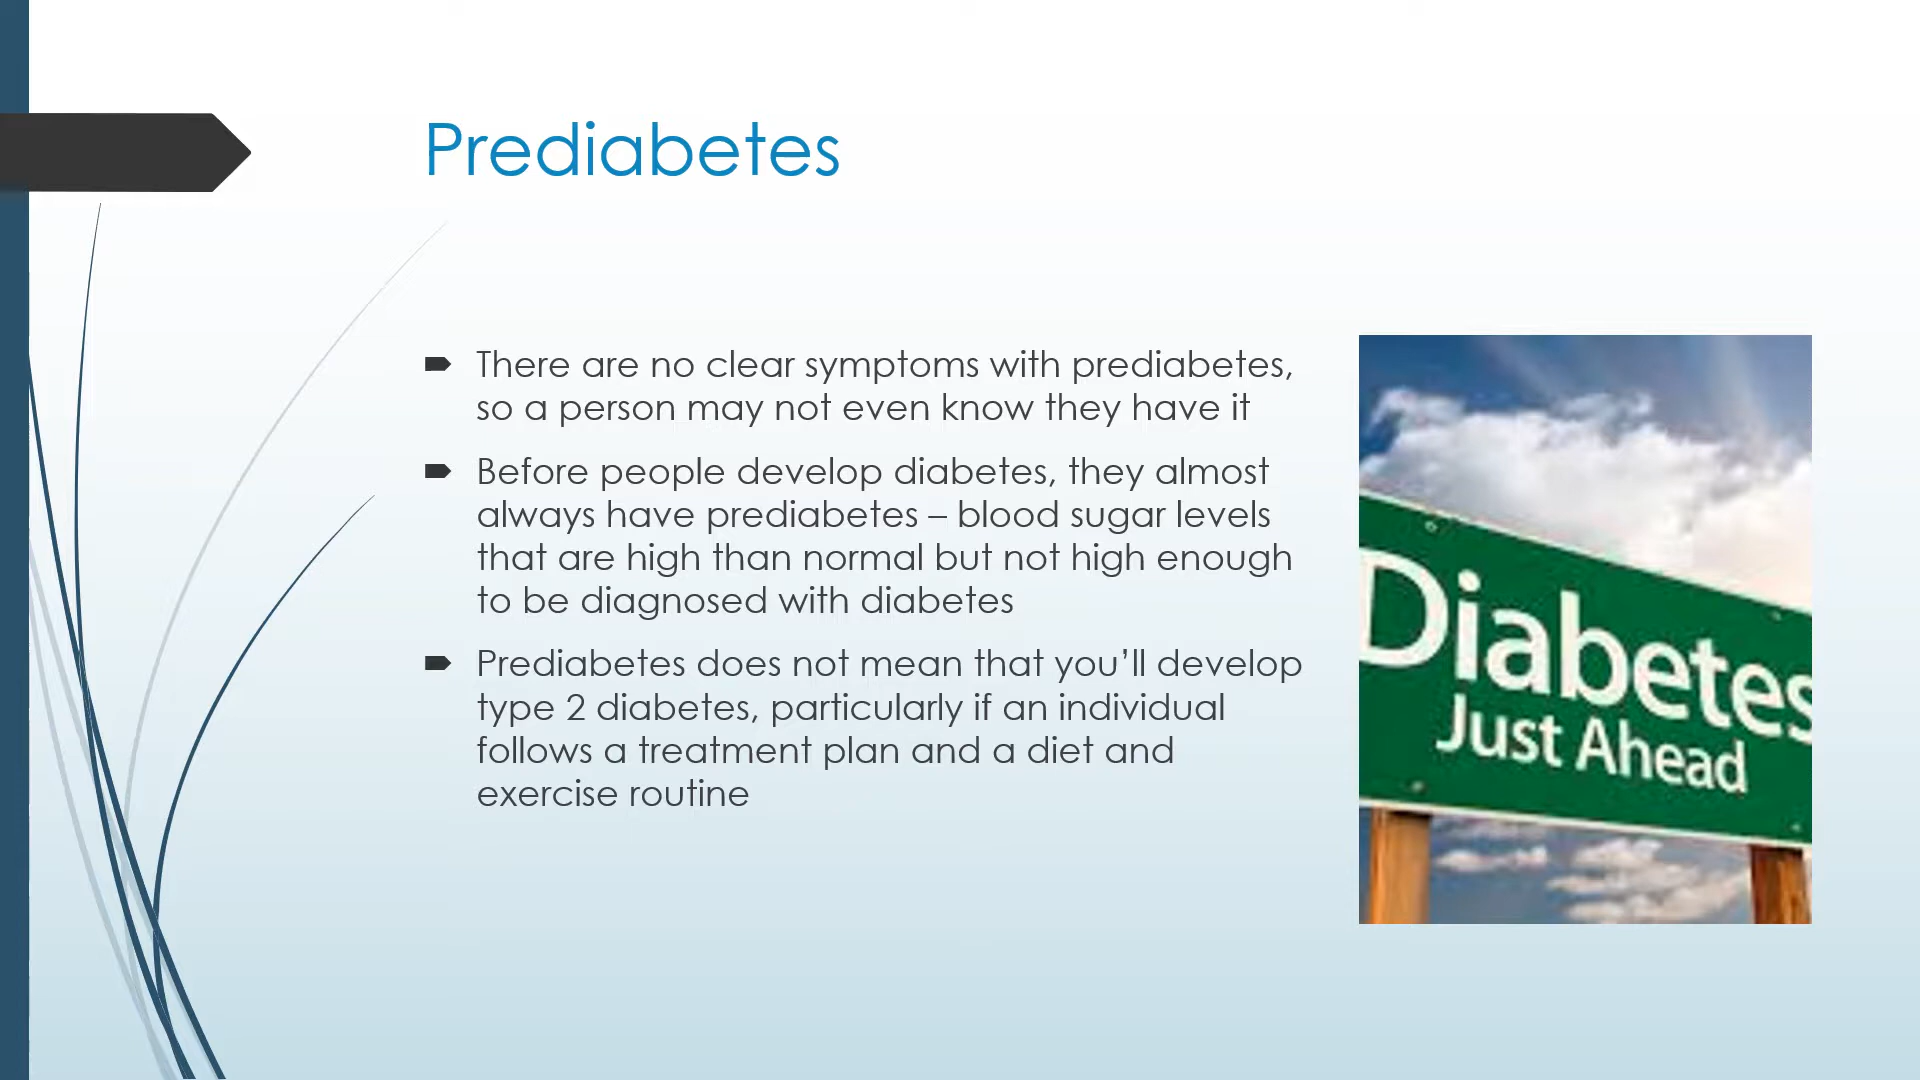 Prediabetes
There are no clear symptoms with prediabetes,
so a person may not even know they have it
Before people develop diabetes, they almost
always have prediabetes – blood sugar levels
that are high than normal but not high enough
to be diagnosed with diabetes
Prediabetes does not mean that you’ll develop
type 2 diabetes, particularly if an individual
follows a treatment plan and a diet and
exercise routine
Diabetes
Just Ahead